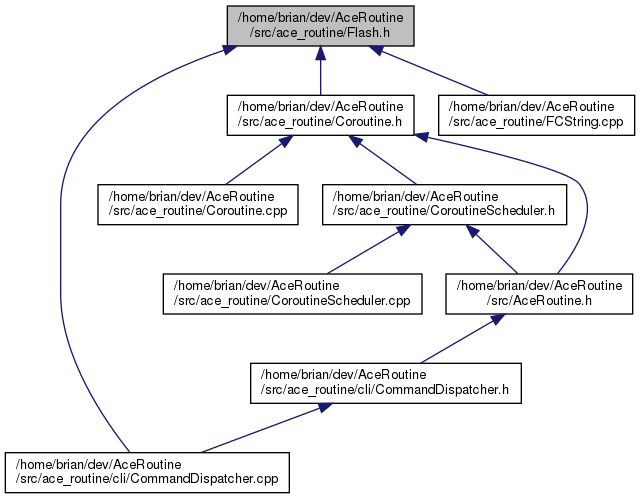 /home/brian/dev/AceRoutine
/src/ace_routine/Flash.h
/home/brian/dev/AceRoutine
/src/ace_routine/Coroutine.h
/home/brian/dev/AceRoutine
/src/ace_routine/FCString.cpp
/home/brian/dev/AceRoutine
/src/ace_routine/Coroutine.cpp
/home/brian/dev/AceRoutine
/src/ace_routine/CoroutineScheduler.h
/home/brian/dev/AceRoutine
/src/ace_routine/CoroutineScheduler.cpp
/home/brian/dev/AceRoutine
/src/AceRoutine.h
/home/brian/dev/AceRoutine
/src/ace_routine/cli/CommandDispatcher.h
/home/brian/dev/AceRoutine
/src/ace_routine/cli/CommandDispatcher.cpp